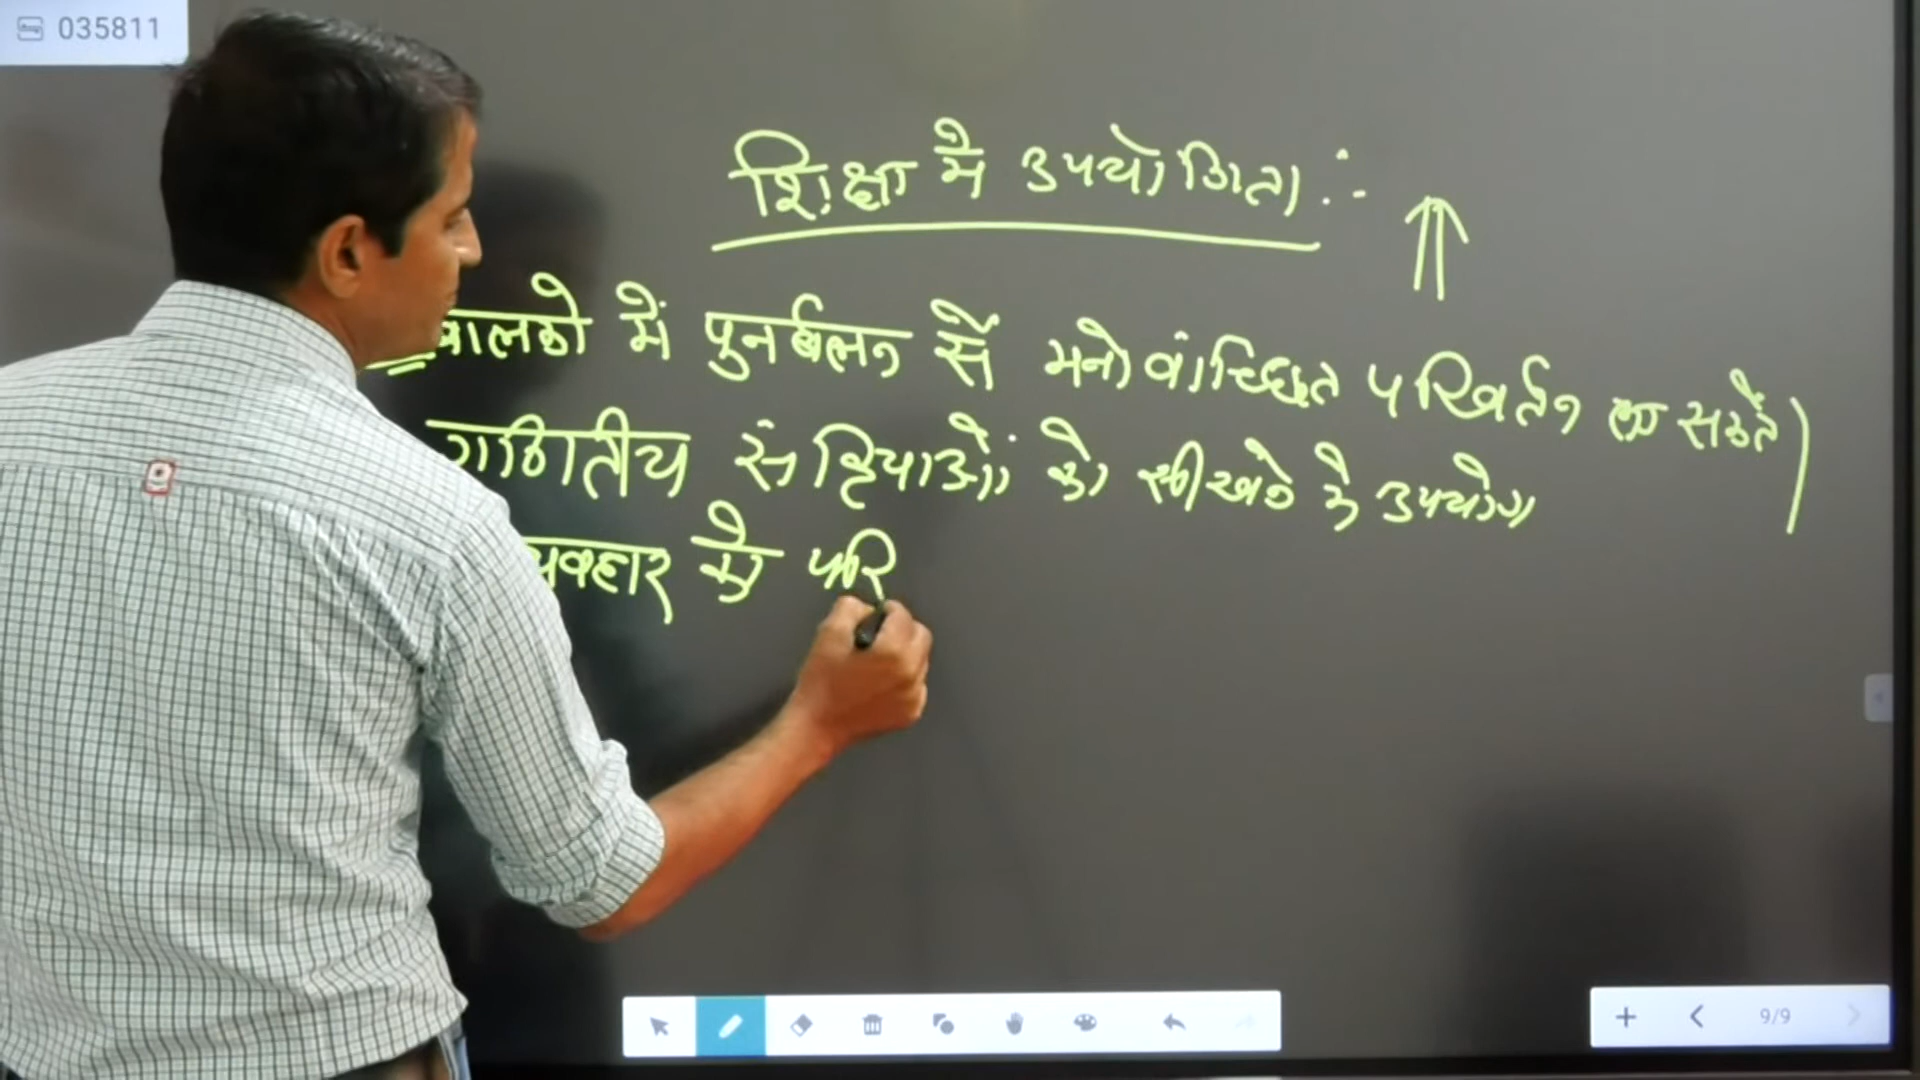 035811
शिक्षा में उपयोगिता :-
बालको में पुनर्बलन से मनोवांच्छित परिवर्तन ला सकते
गणितीय संक्रियाओं को सीखने में उपयोग
व्यवहार को परि
9/9